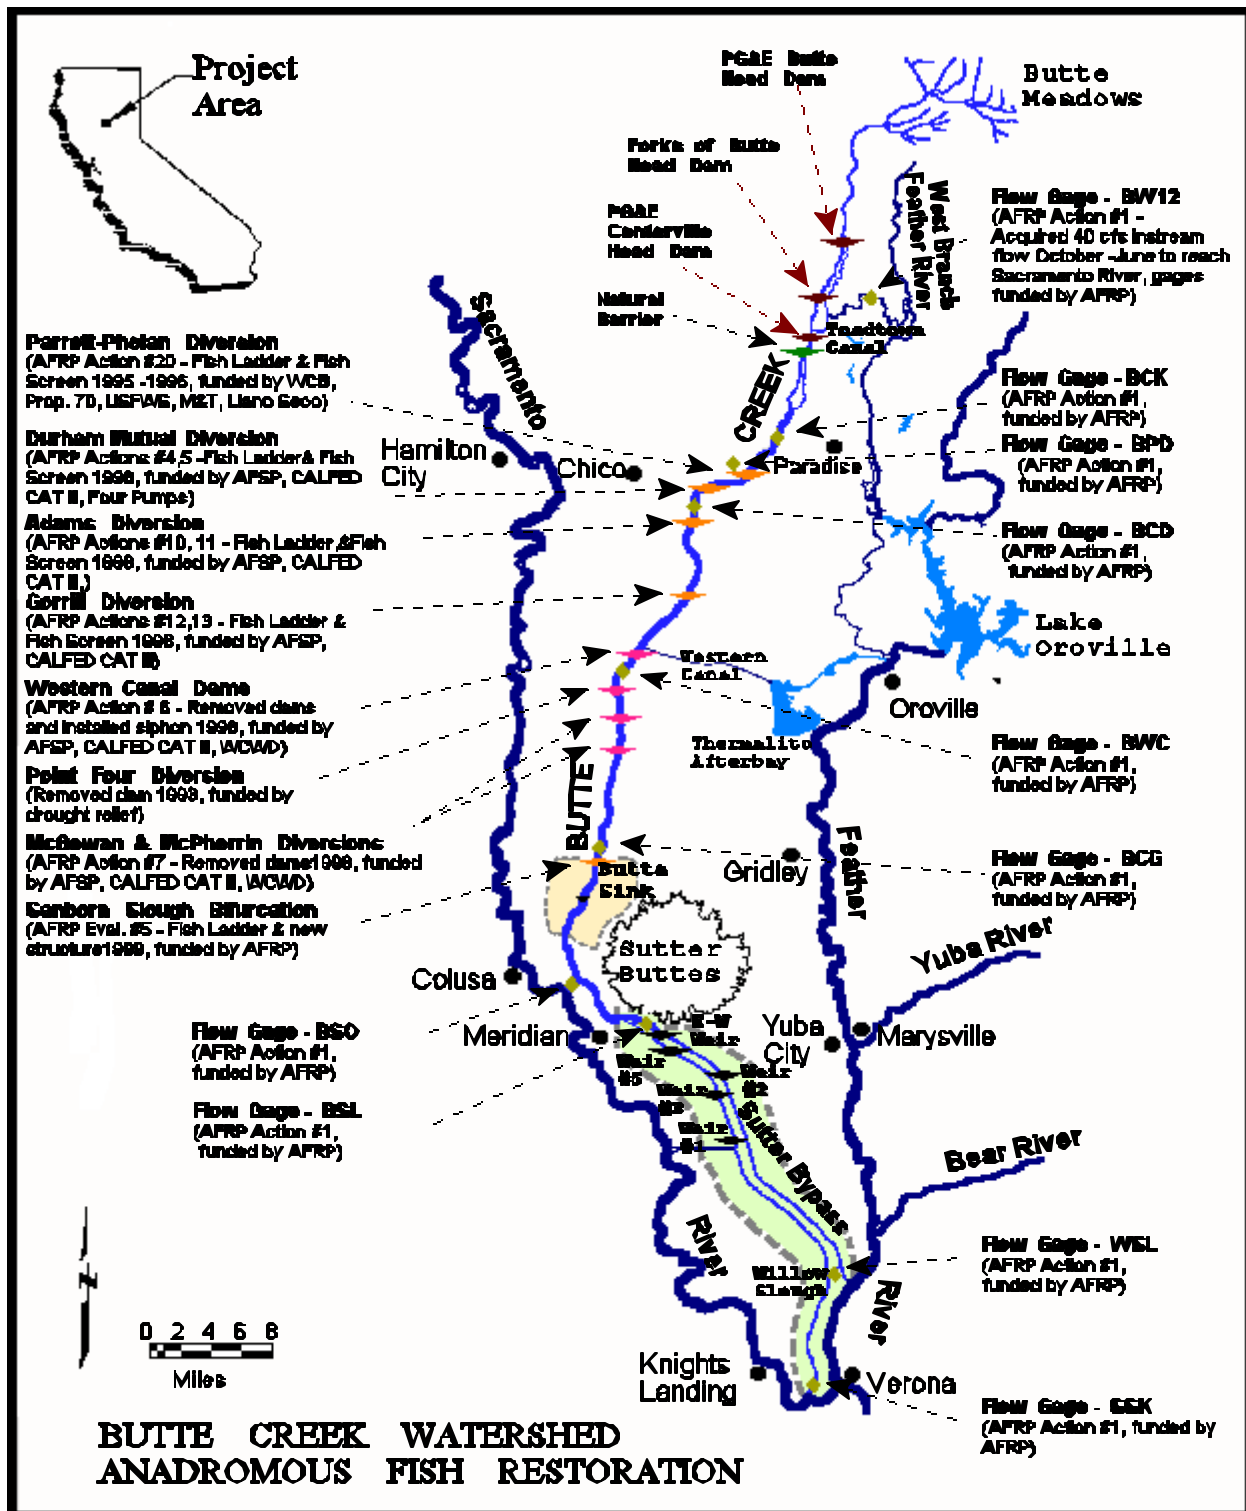 Project
Area
PG&E Butte
Head Dam
Butte
Meadows
Forks of Butte
Head Dam
PG&E
Centerville
Head Dam
Natural
Barrier
West Branch
Feather River
Flow Gage - BW12
(AFRP Action #1 -
Acquired 40 cfs instream
flow October -June to reach
Sacramento River, gages
funded by AFRP)
Toadtown
Canal
Sacramento
CREEK
Parrott-Phelan Diversion
(AFRP Action #20 - Fish Ladder & Fish
Screen 1995 -1996, funded by WCB,
Prop. 70, USFWS, M&T, Llano Seco)
Flow Gage - BCK
(AFRP Action #1,
funded by AFRP)
Durham Mutual Diversion
(AFRP Actions #4,5 -Fish Ladder & Fish
Screen 1998, funded by AFSP, CALFED
CAT II, Four Pumps)
Hamilton
City
Chico
Paradise
Flow Gage - BPD
(AFRP Action #1,
funded by AFRP)
Adams Diversion
(AFRP Actions #10, 11 - Fish Ladder &Fish
Screen 1998, funded by AFSP, CALFED
CAT II,)
Flow Gage - BCD
(AFRP Action #1,
funded by AFRP)
Gorrill Diversion
(AFRP Actions #12,13 - Fish Ladder &
Fish Screen 1998, funded by AFSP,
CALFED CAT II)
Lake
Oroville
Western Canal Dams
(AFRP Action # 6 - Removed dams
and installed siphon 1998, funded by
AFSP, CALFED CAT II, WCWD)
Western
Canal
Oroville
Point Four Diversion
(Removed dam 1993, funded by
drought relief)
Thermalito
Afterbay
Flow Gage - BWC
(AFRP Action #1,
funded by AFRP)
BUTTE
McGowan & McPherrin Diversions
(AFRP Action #7 - Removed dams1998, funded
by AFSP, CALFED CAT II, WCWD)
Butte
Sink
Gridley
Feather
Flow Gage - BCG
(AFRP Action #1,
funded by AFRP)
Sanborn Slough Bifurcation
(AFRP Eval. #5 - Fish Ladder & new
structure1999, funded by AFRP)
Sutter
Buttes
Yuba River
Colusa
Meridian
Yuba
City
Marysville
Flow Gage - BSO
(AFRP Action #1,
funded by AFRP)
E-W
Weir
Weir
#5
Weir
#2
Weir
#3
Weir
#1
Flow Gage - BSL
(AFRP Action #1,
funded by AFRP)
Sutter Bypass
Bear River
River
Flow Gage - WSL
(AFRP Action #1,
funded by AFRP)
Willow
Slough
River
N
0 2 4 6 8
Miles
Knights
Landing
Verona
Flow Gage - SSK
(AFRP Action #1, funded by
AFRP)
BUTTE CREEK WATERSHED
ANADROMOUS FISH RESTORATION